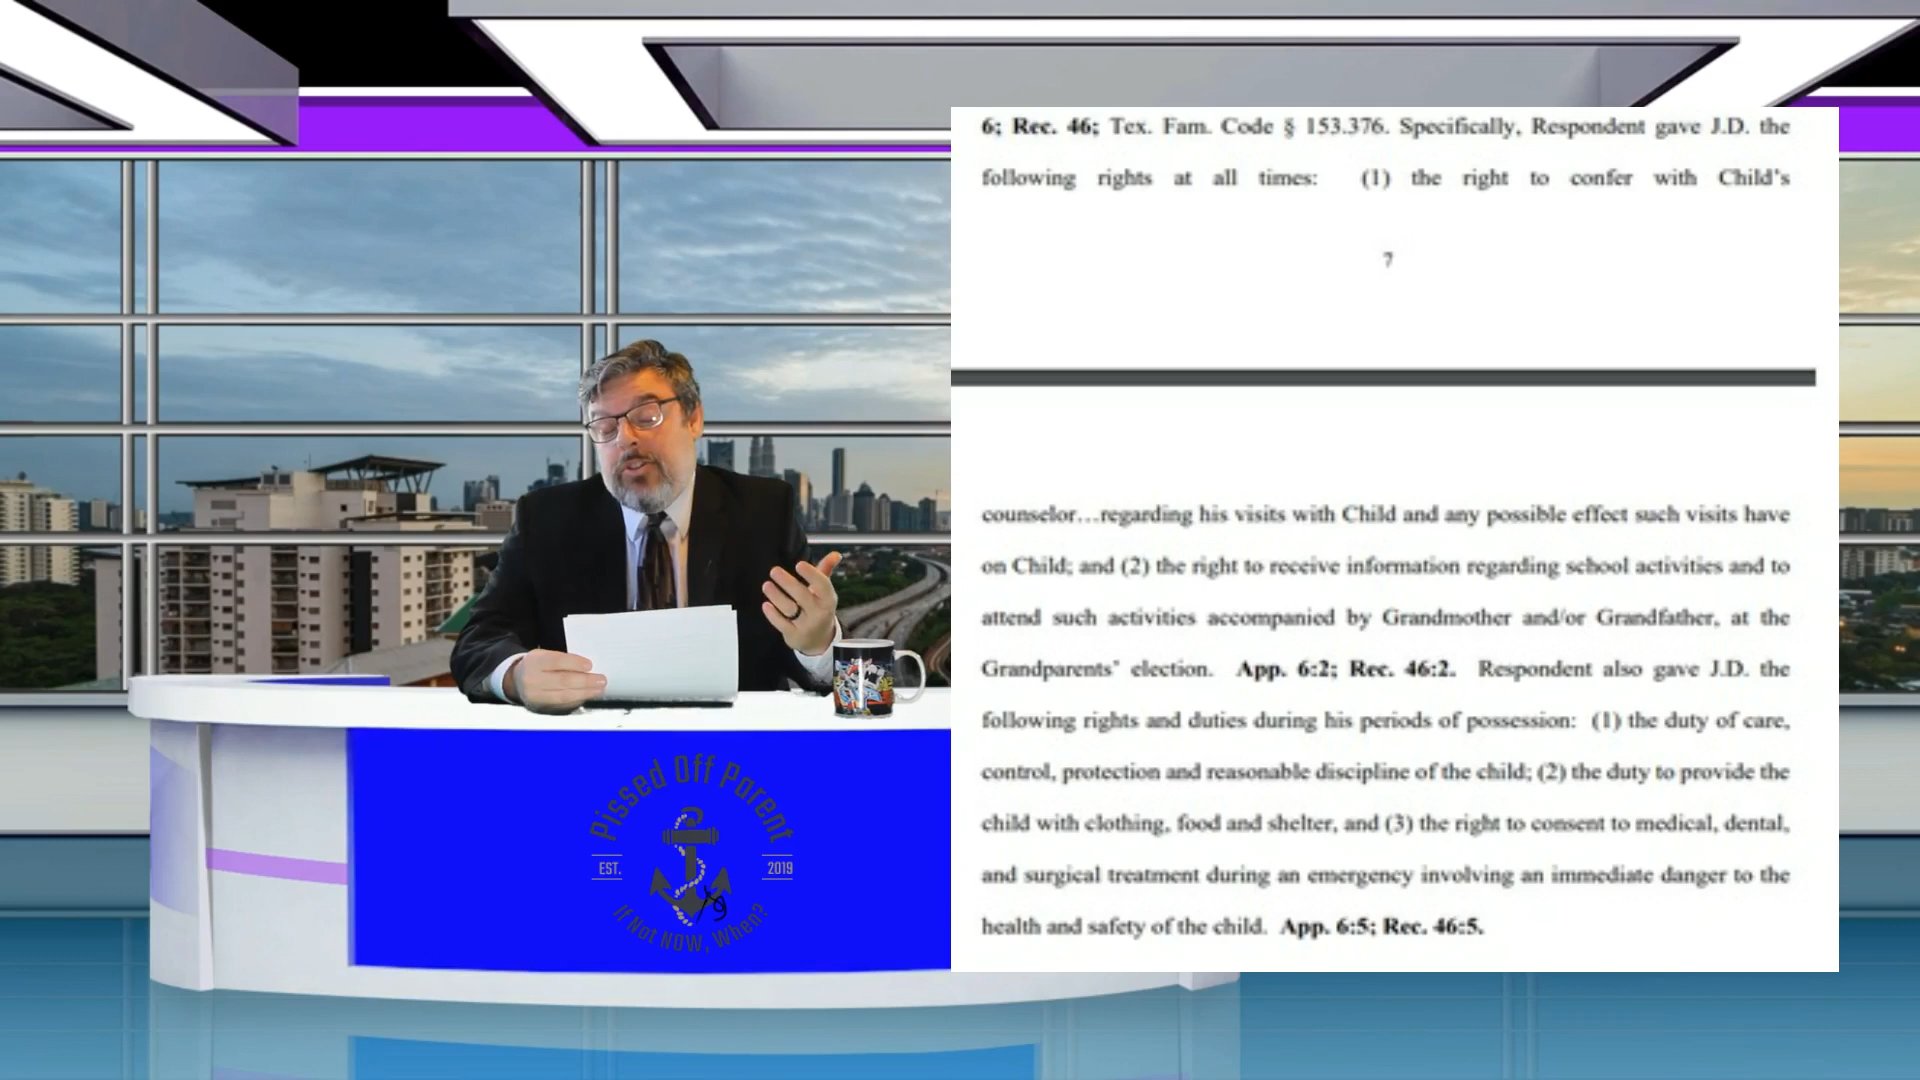 6; Rec. 46; Tex. Fam. Code § 153.376. Specifically, Respondent gave J.D. the
following rights at all times: (1) the right to confer with Child's
7
counselor…regarding his visits with Child and any possible effect such visits have
on Child; and (2) the right to receive information regarding school activities and to
attend such activities accompanied by Grandmother and/or Grandfather, at the
Grandparents' election. App. 6:2; Rec. 46:2. Respondent also gave J.D. the
following rights and duties during his periods of possession: (1) the duty of care,
control, protection and reasonable discipline of the child; (2) the duty to provide the
child with clothing, food and shelter, and (3) the right to consent to medical, dental,
and surgical treatment during an emergency involving an immediate danger to the
health and safety of the child. App. 6:5; Rec. 46:5.
Pissed Off Parent
EST. 2019
If Not NOW, When?